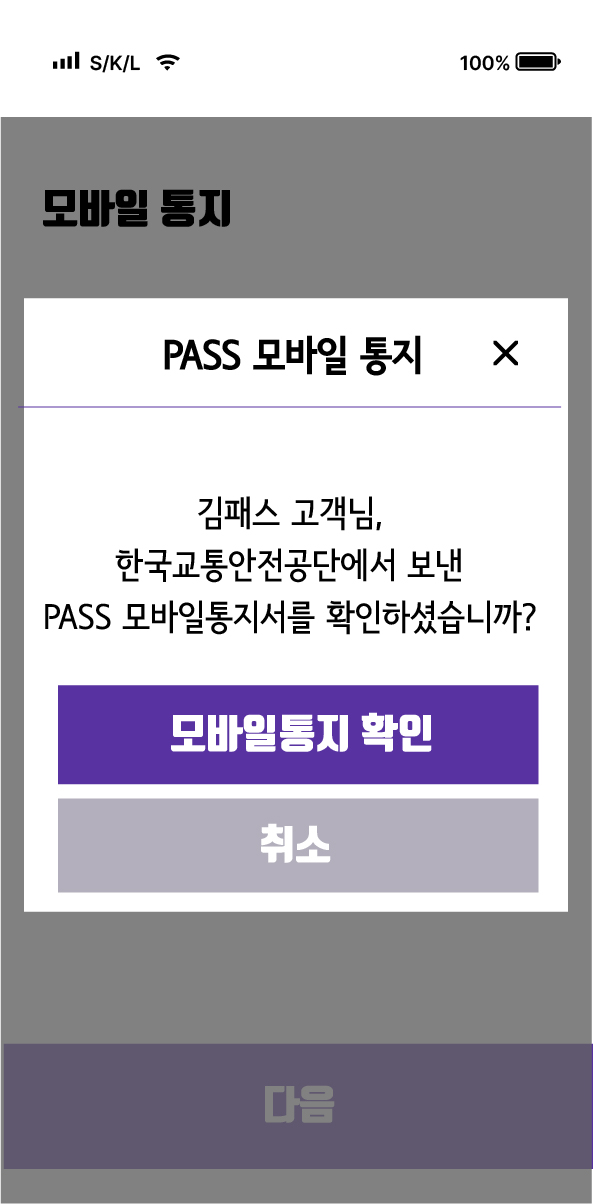 S/K/L 100%
모바일 통지
PASS 모바일 통지
김패스 고객님,
한국교통안전공단에서 보낸
PASS 모바일통지서를 확인하셨습니까?
모바일통지 확인
취소
다음